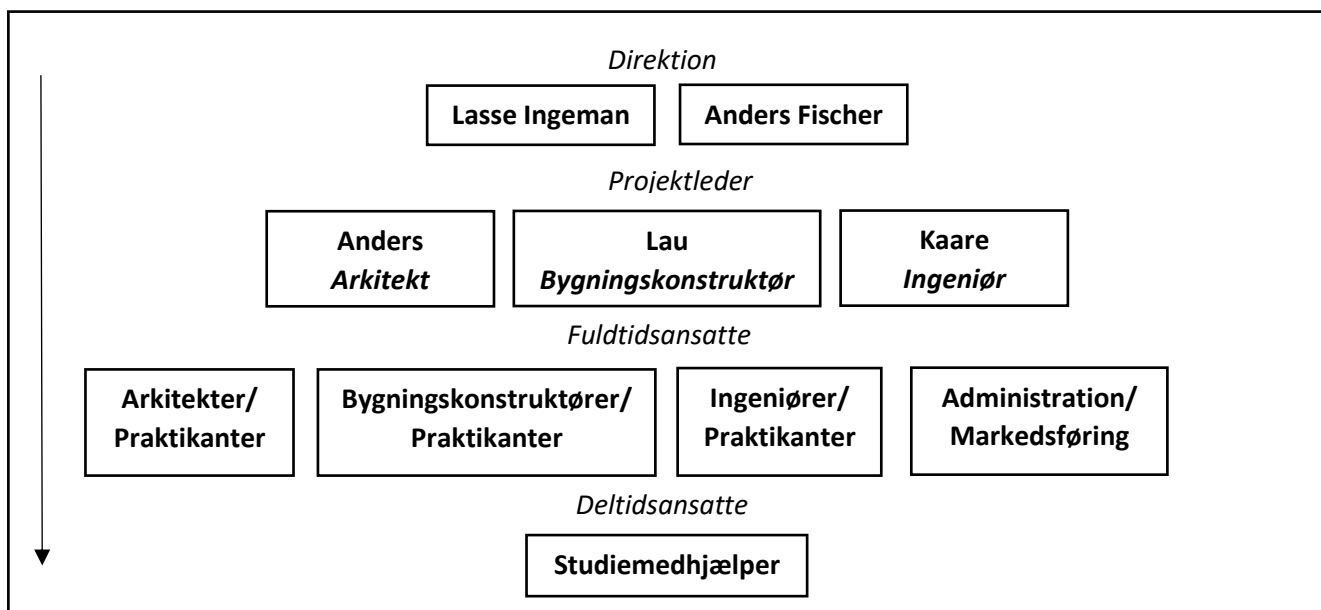 Direktion
Lasse Ingeman
Anders Fischer
Projektleder
Anders
Arkitekt
Lau
Bygningskonstruktør
Kaare
Ingeniør
Fuldtidsansatte
Arkitekter/
Praktikanter
Bygningskonstruktører/
Praktikanter
Ingeniører/
Praktikanter
Administration/
Markedsføring
Deltidsansatte
Studiemedhjælper